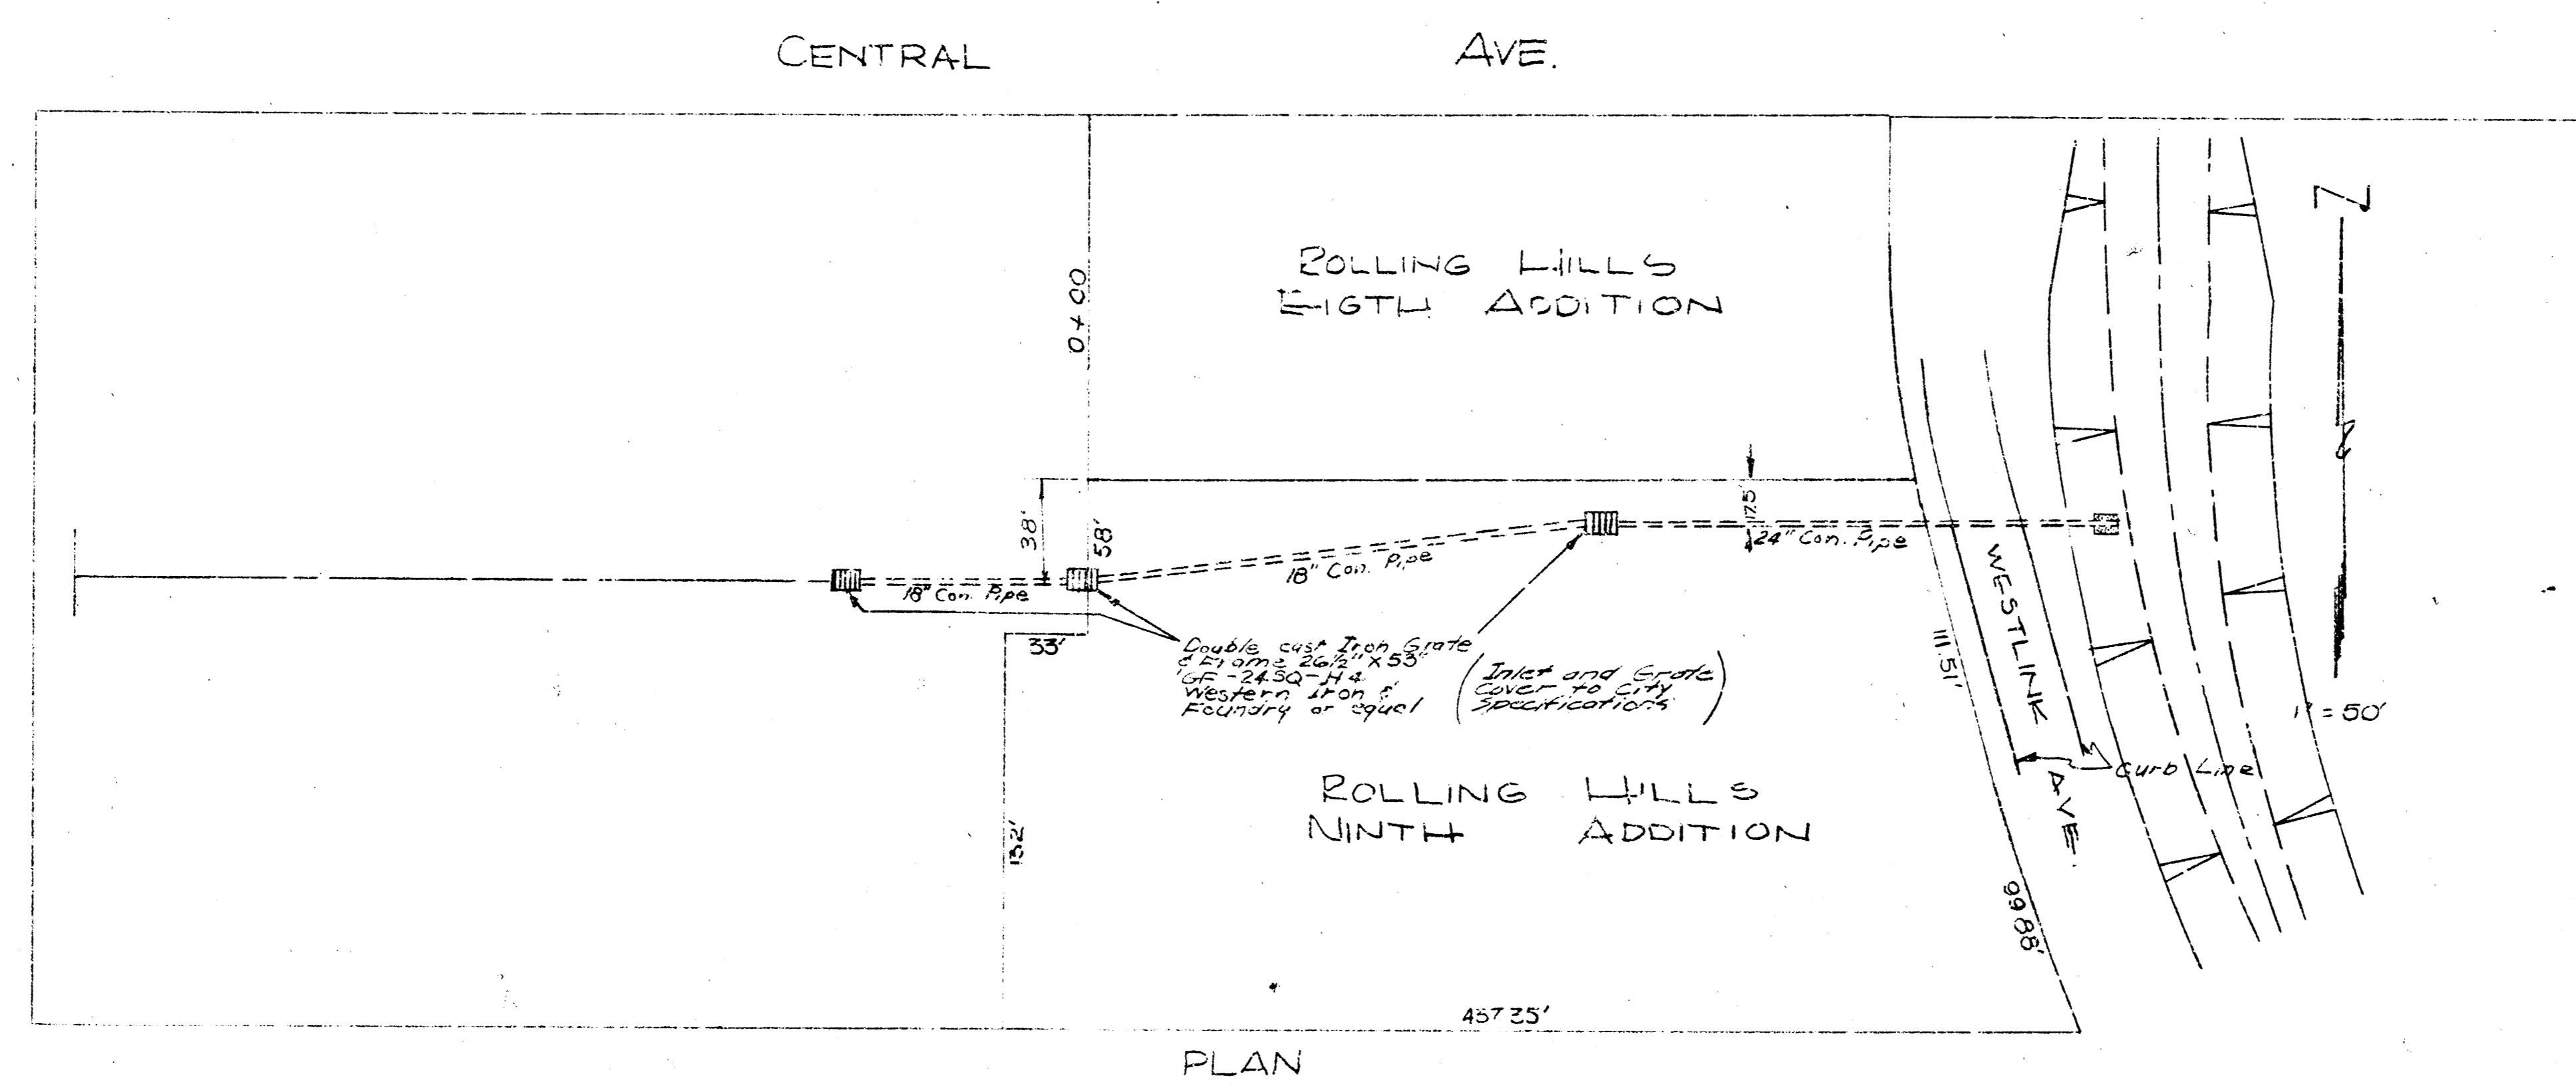 CENTRAL AVE.
ROLLING HILLS
EIGTH ADDITION
0+00
N
38'
58'
17.5'
18" Con. Pipe
18" Con. Pipe
24" Con. Pipe
33'
Double cast Iron Grate
& Frame 26½" X 53"
GF-24SQ-H4
Western Iron &
Foundry or equal
(Inlet and Grate
Cover to City
Specifications)
111.51'
WESTLINK AVE.
1" = 50'
Curb Line
ROLLING HILLS
NINTH ADDITION
132'
99.88'
PLAN